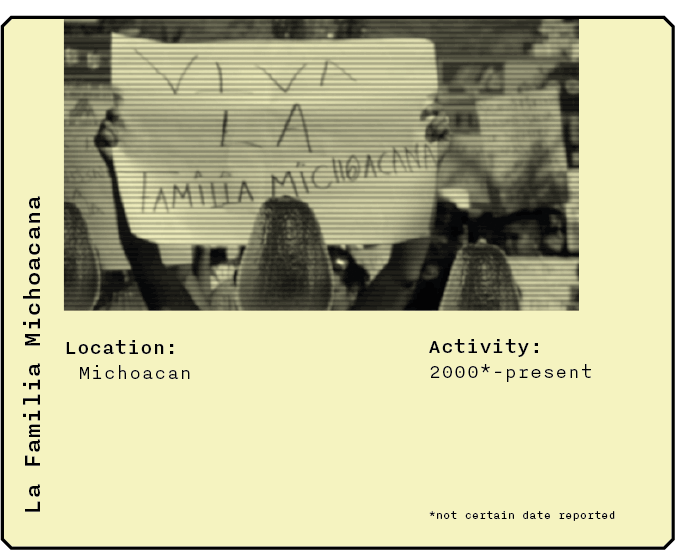 VIVA
LA
FAMILIA MICHOACANA
La Familia Michoacana
Location:
Michoacan
Activity:
2000*-present
*not certain date reported